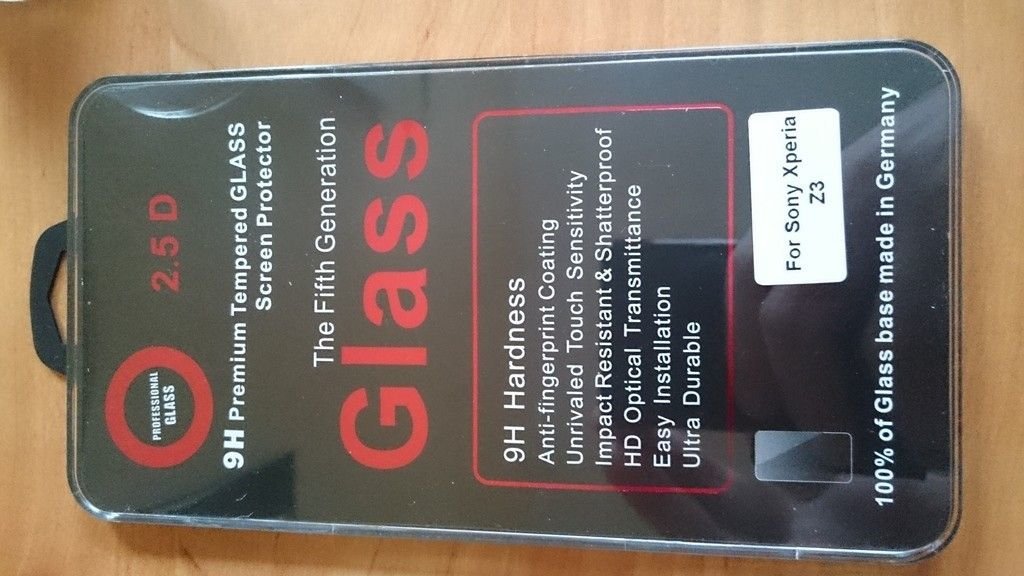 PROFESSIONAL
GLASS
2.5 D
9H Premium Tempered GLASS
Screen Protector
The Fifth Generation
Glass
9H Hardness
Anti-fingerprint Coating
Unrivaled Touch Sensitivity
Impact Resistant & Shatterproof
HD Optical Transmittance
Easy Installation
Ultra Durable
For Sony Xperia
Z3
100% of Glass base made in Germany